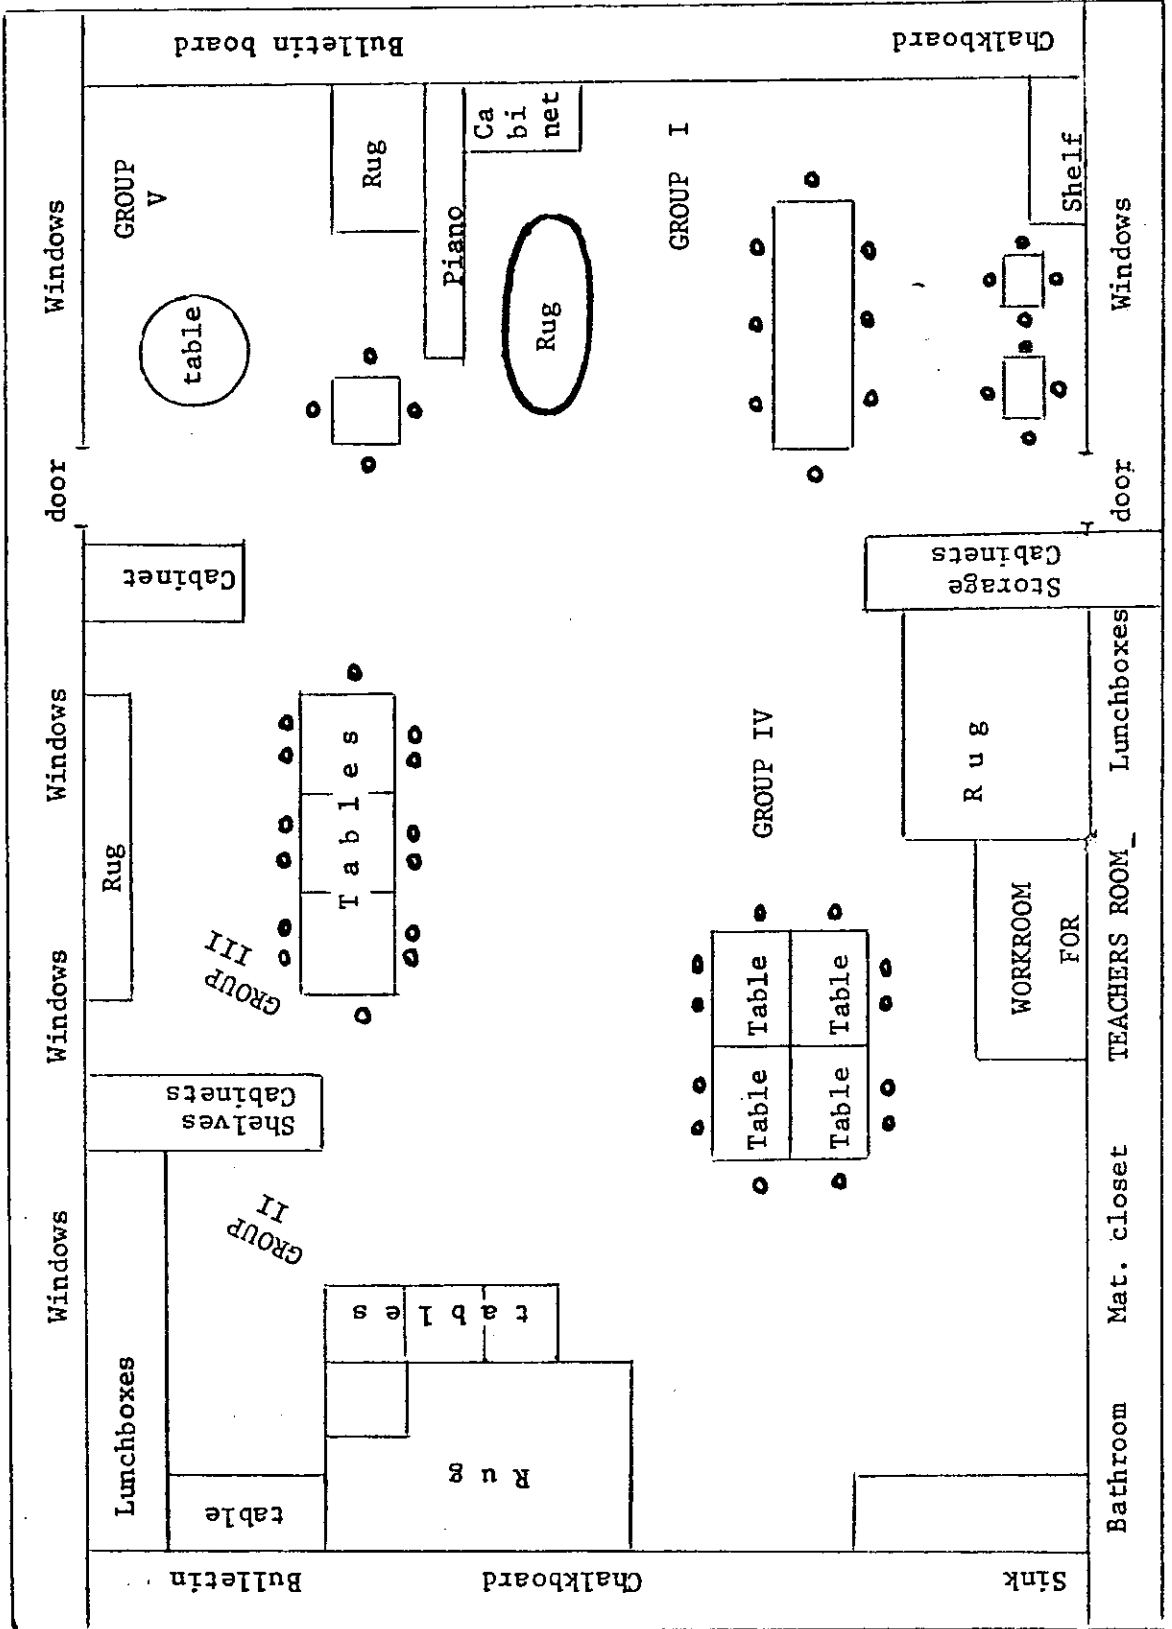 Bulletin board
Chalkboard
Windows
GROUP
V
Rug
Piano
Ca
bi
net
GROUP I
Shelf
Windows
table
Rug
door
door
Cabinet
Storage
Cabinets
Windows
Rug
Tables
GROUP IV
Rug
Lunchboxes
Windows
GROUP
III
Table
Table
Table
Table
WORKROOM
FOR
TEACHERS ROOM
Shelves
Cabinets
Windows
GROUP
II
Mat. closet
tables
Lunchboxes
table
Rug
Bathroom
Bulletin
Chalkboard
Sink